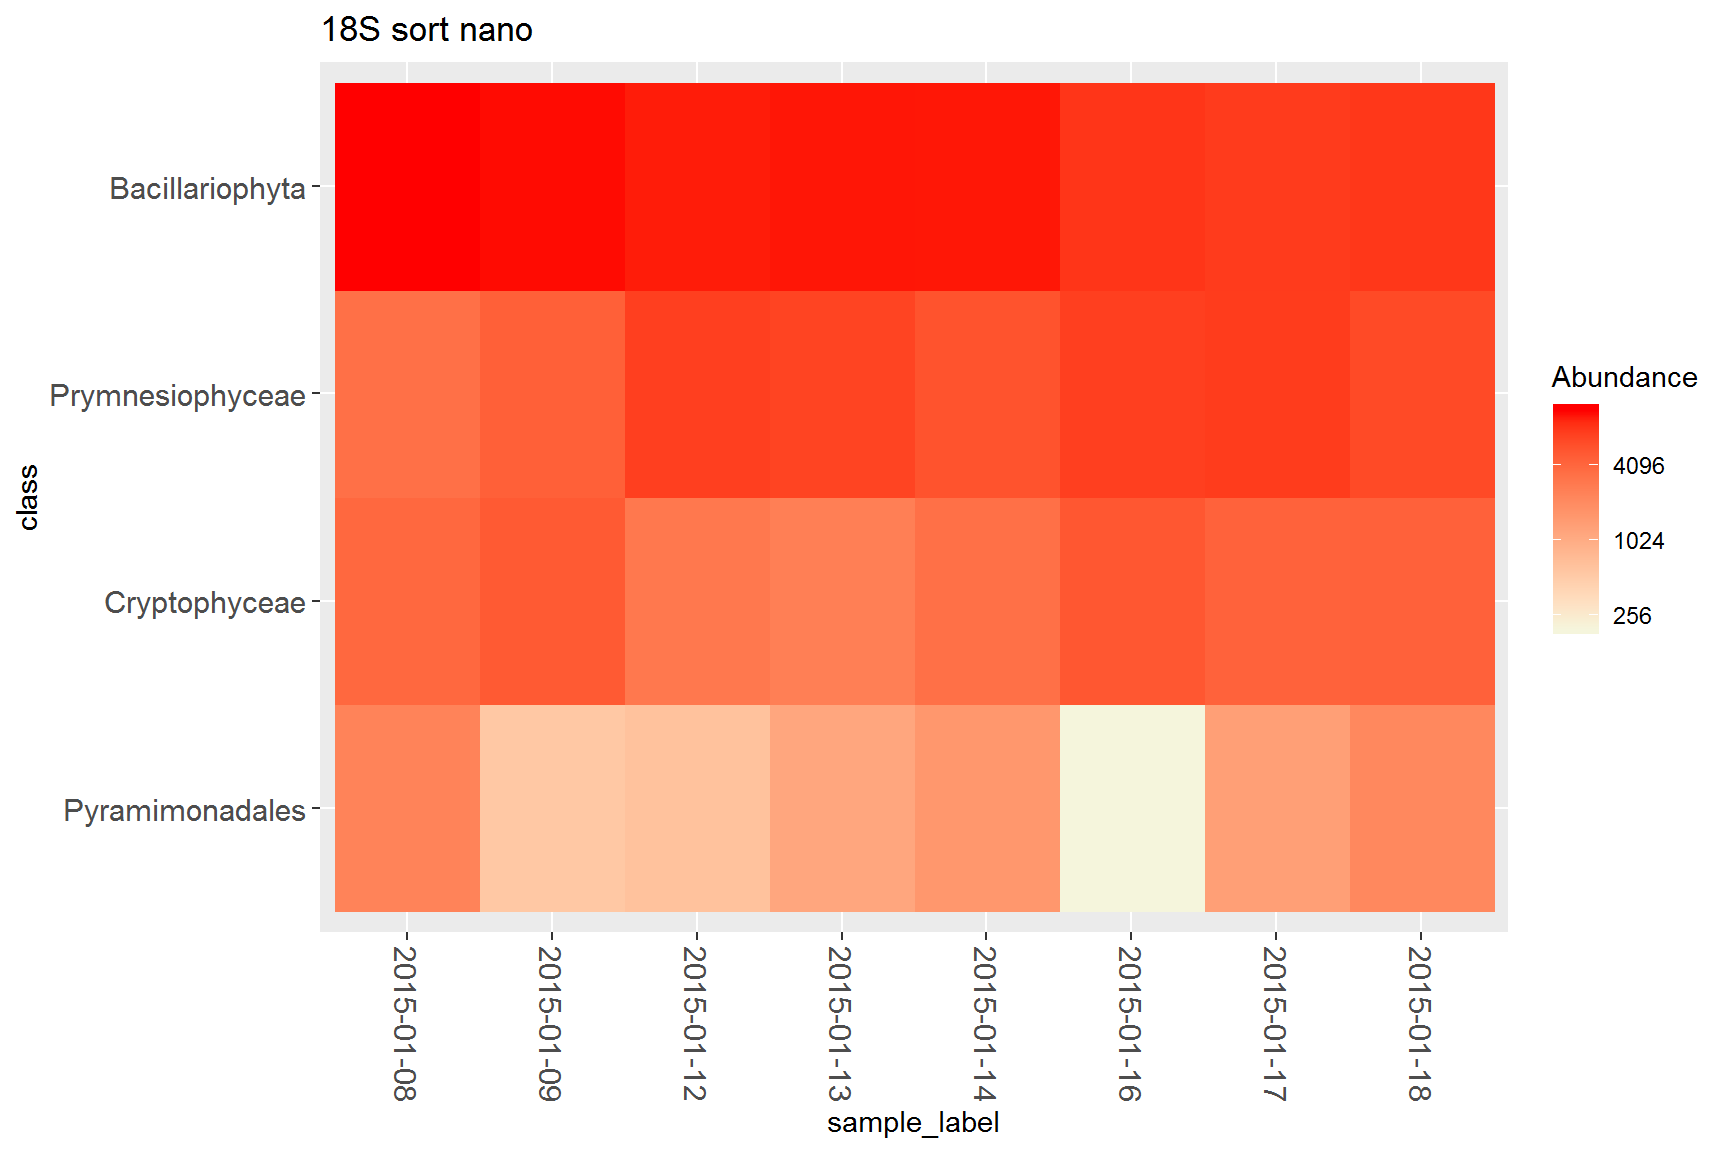 18S sort nano
Bacillariophyta
Prymnesiophyceae
Cryptophyceae
Pyramimonadales
class
2015-01-08
2015-01-09
2015-01-12
2015-01-13
2015-01-14
2015-01-16
2015-01-17
2015-01-18
sample_label
Abundance
4096
1024
256